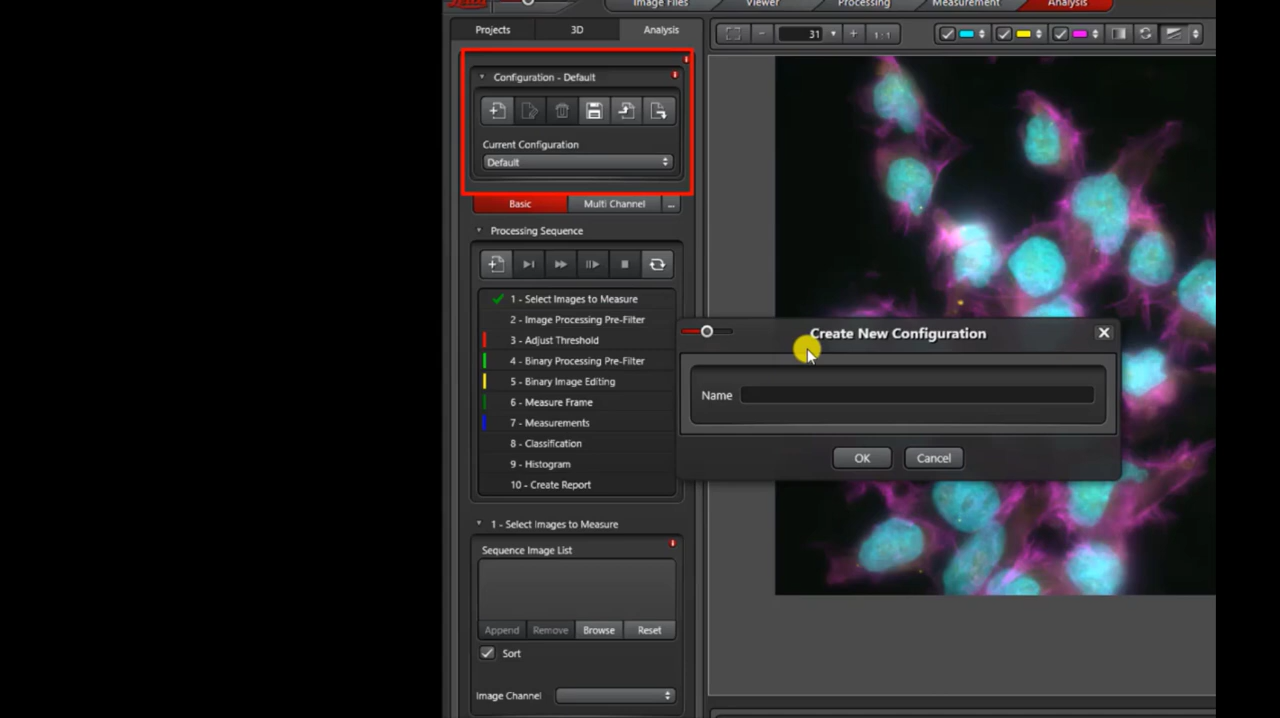 Image Files Viewer Processing Measurement Analysis
Projects 3D Analysis
31 1:1
Configuration - Default
Current Configuration
Default
Basic Multi Channel ...
Processing Sequence
1 - Select Images to Measure
2 - Image Processing Pre-Filter
3 - Adjust Threshold
4 - Binary Processing Pre-Filter
5 - Binary Image Editing
6 - Measure Frame
7 - Measurements
8 - Classification
9 - Histogram
10 - Create Report
Create New Configuration
Name
OK Cancel
1 - Select Images to Measure
Sequence Image List
Append Remove Browse Reset
Sort
Image Channel